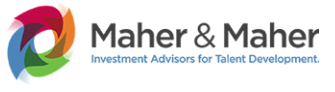 Maher & Maher
Investment Advisors for Talent Development.